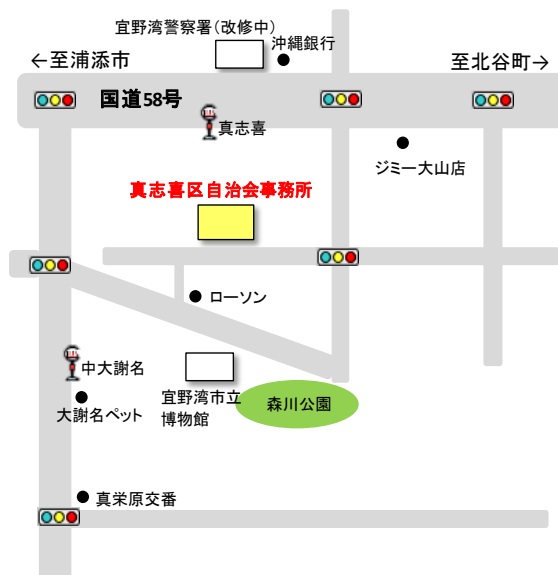 宜野湾警察署(改修中)
沖縄銀行
←至浦添市
至北谷町→
国道58号
真志喜
ジミー大山店
真志喜区自治会事務所
ローソン
中大謝名
大謝名ペット
宜野湾市立
博物館
森川公園
真栄原交番